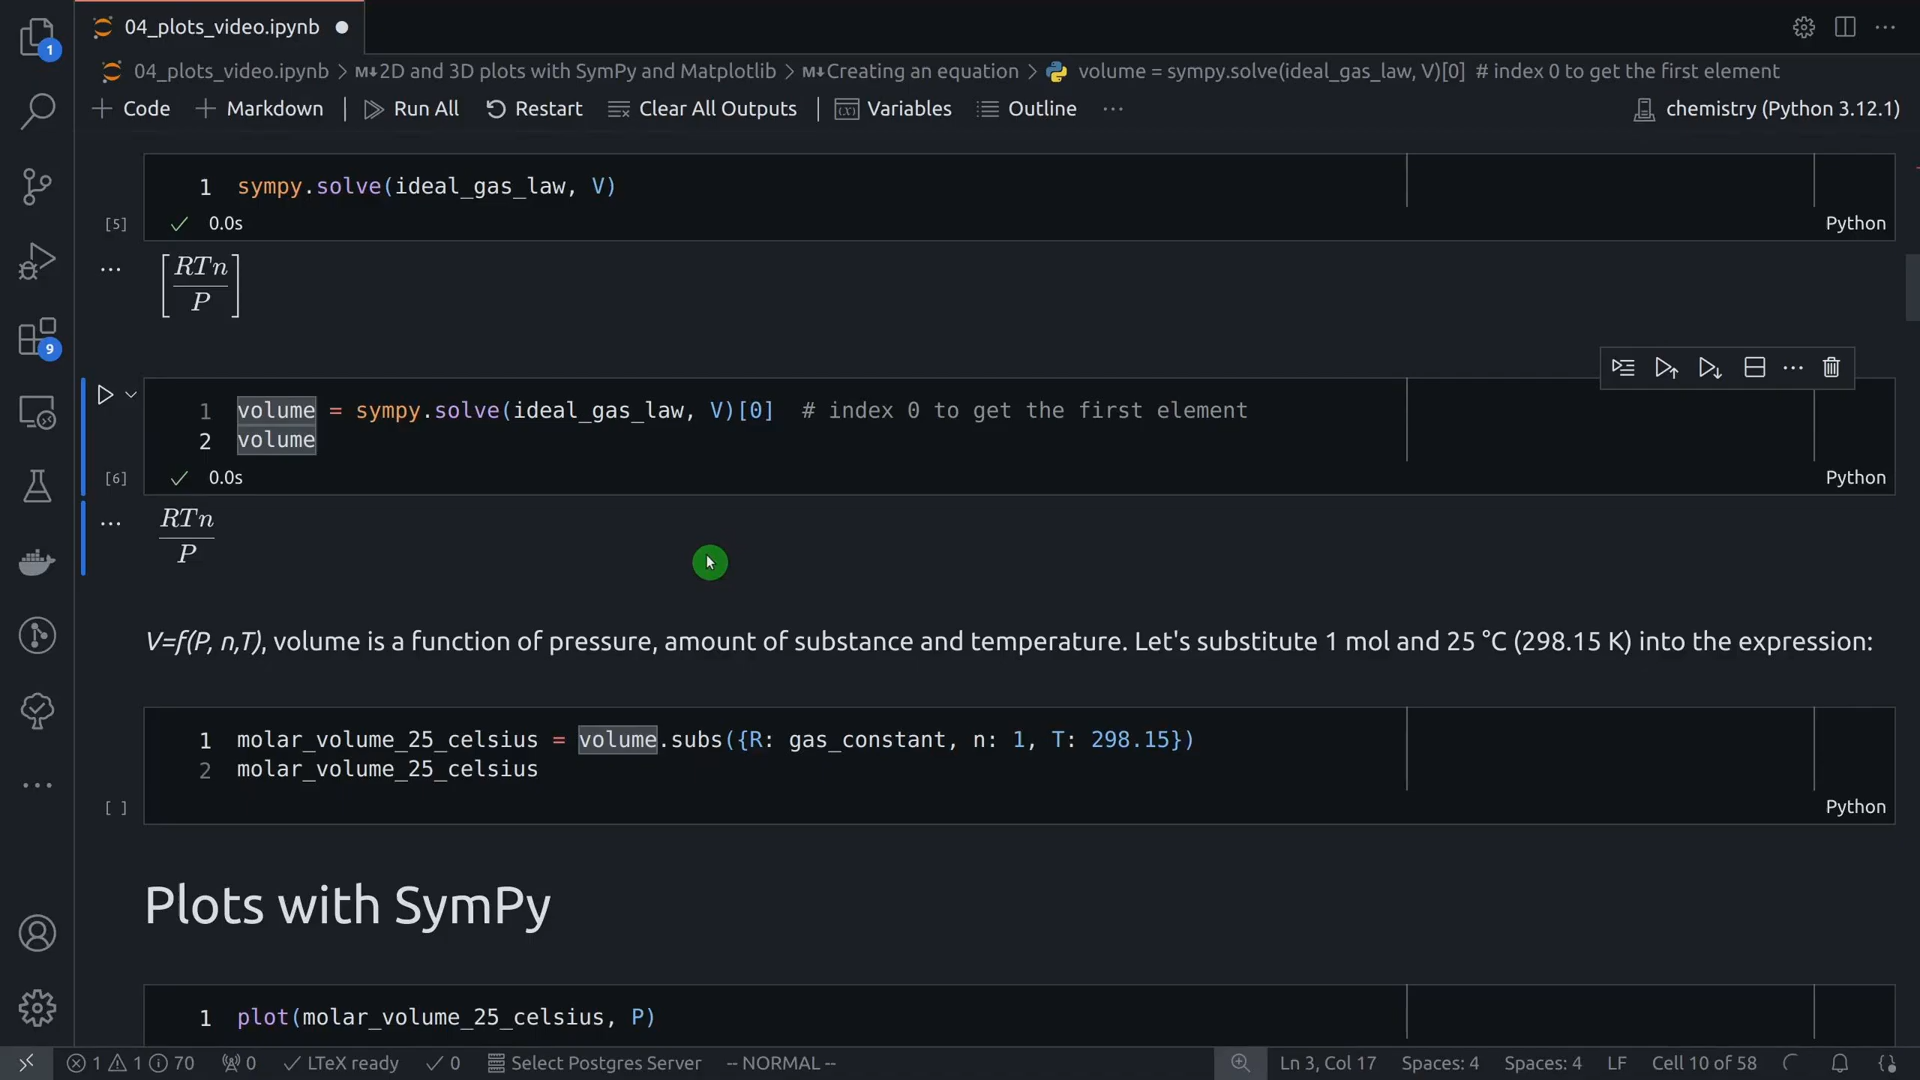 04_plots_video.ipynb
04_plots_video.ipynb > M↓2D and 3D plots with SymPy and Matplotlib > M↓Creating an equation > volume = sympy.solve(ideal_gas_law, V)[0]  # index 0 to get the first element
Code Markdown Run All Restart Clear All Outputs Variables Outline ··· chemistry (Python 3.12.1)
1 sympy.solve(ideal_gas_law, V)
[5] 0.0s Python
··· [RTn/P]
1
9
1 volume = sympy.solve(ideal_gas_law, V)[0]  # index 0 to get the first element
2 volume
[6] 0.0s Python
··· RTn/P
V=f(P, n,T), volume is a function of pressure, amount of substance and temperature. Let's substitute 1 mol and 25 °C (298.15 K) into the expression:
1 molar_volume_25_celsius = volume.subs({R: gas_constant, n: 1, T: 298.15})
2 molar_volume_25_celsius
[ ] Python
Plots with SymPy
1 plot(molar_volume_25_celsius, P)
1 1 70 0 LTeX ready 0 Select Postgres Server -- NORMAL -- Ln 3, Col 17 Spaces: 4 Spaces: 4 LF Cell 10 of 58